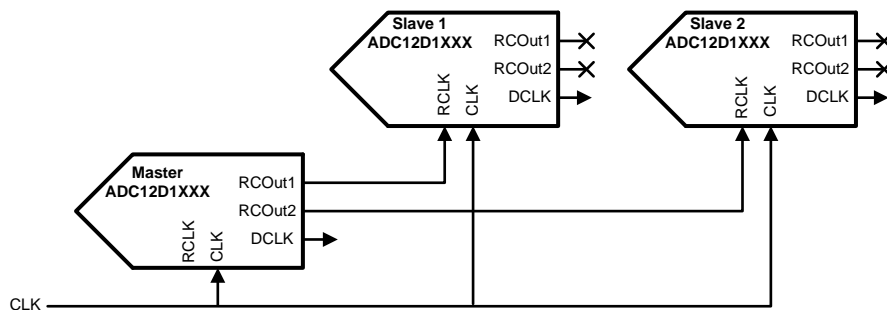 Slave 1
ADC12D1XXX
RCOut1
RCOut2
DCLK
RCLK
CLK
Slave 2
ADC12D1XXX
RCOut1
RCOut2
DCLK
RCLK
CLK
Master
ADC12D1XXX
RCOut1
RCOut2
DCLK
RCLK
CLK
CLK